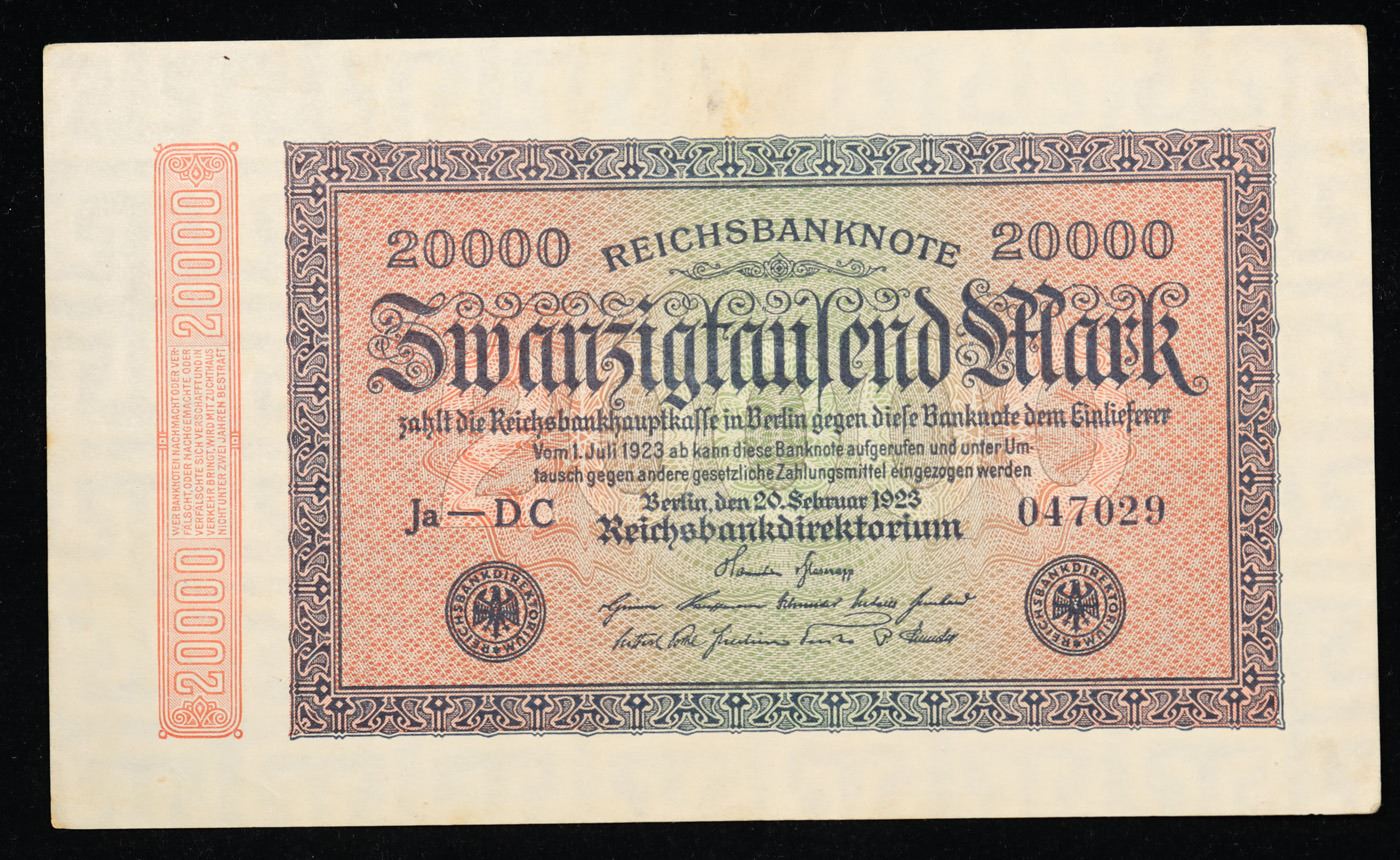 20000
WER BANKNOTEN NACHMACHT ODER VER-
FÄLSCHT, ODER NACHGEMACHTE ODER
VERFÄLSCHTE SICH VERSCHAFFT UND IN
VERKEHR BRINGT, WIRD MIT ZUCHTHAUS
NICHT UNTER ZWEI JAHREN BESTRAFT
20000
20000 REICHSBANKNOTE 20000
Zwanzigtausend Mark
zahlt die Reichsbankhauptkasse in Berlin gegen diese Banknote dem Einlieferer
Vom 1. Juli 1923 ab kann diese Banknote aufgerufen und unter Um-
tausch gegen andere gesetzliche Zahlungsmittel eingezogen werden
Berlin, den 20. Februar 1923
Ja — DC 047029
Reichsbankdirektorium
REICHSBANKDIREKTORIUM
REICHSBANKDIREKTORIUM